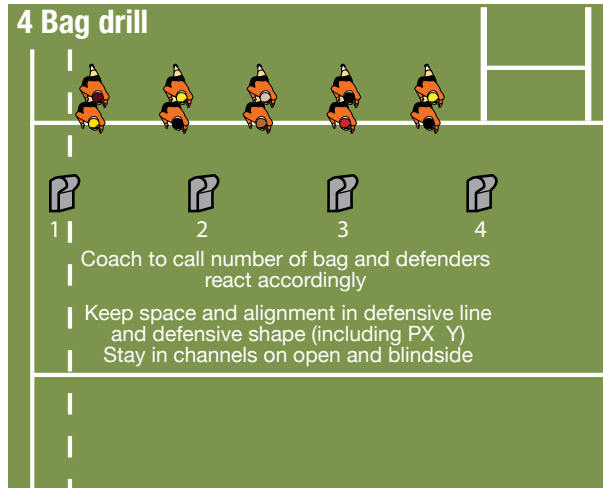 4 Bag drill
1 2 3 4
Coach to call number of bag and defenders
react accordingly
Keep space and alignment in defensive line
and defensive shape (including PX Y)
Stay in channels on open and blindside